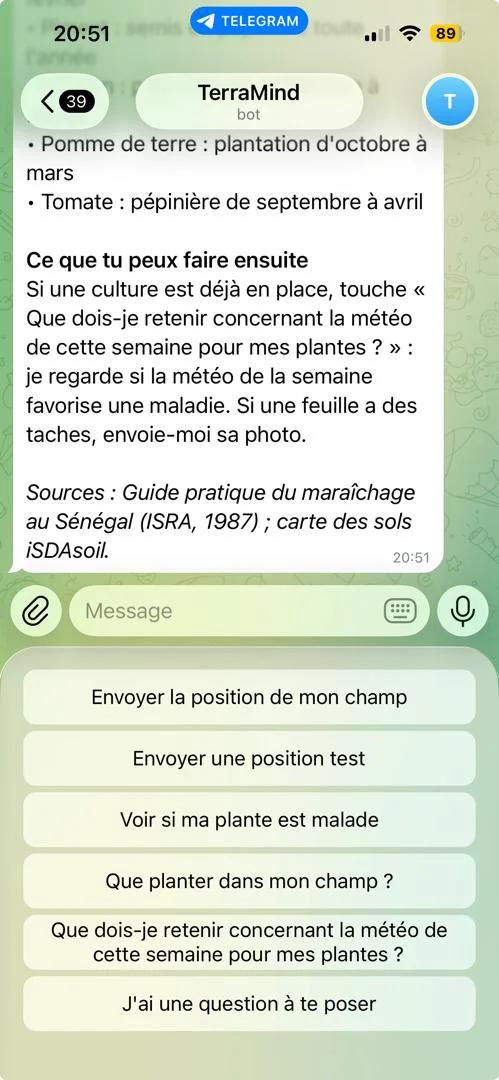 20:51
TELEGRAM
89
39
TerraMind
bot
T
• Pomme de terre : plantation d'octobre à
mars
• Tomate : pépinière de septembre à avril
Ce que tu peux faire ensuite
Si une culture est déjà en place, touche «
Que dois-je retenir concernant la météo
de cette semaine pour mes plantes ? » :
je regarde si la météo de la semaine
favorise une maladie. Si une feuille a des
taches, envoie-moi sa photo.
Sources : Guide pratique du maraîchage
au Sénégal (ISRA, 1987) ; carte des sols
iSDAsoil.
20:51
Message
Envoyer la position de mon champ
Envoyer une position test
Voir si ma plante est malade
Que planter dans mon champ ?
Que dois-je retenir concernant la météo de
cette semaine pour mes plantes ?
J'ai une question à te poser